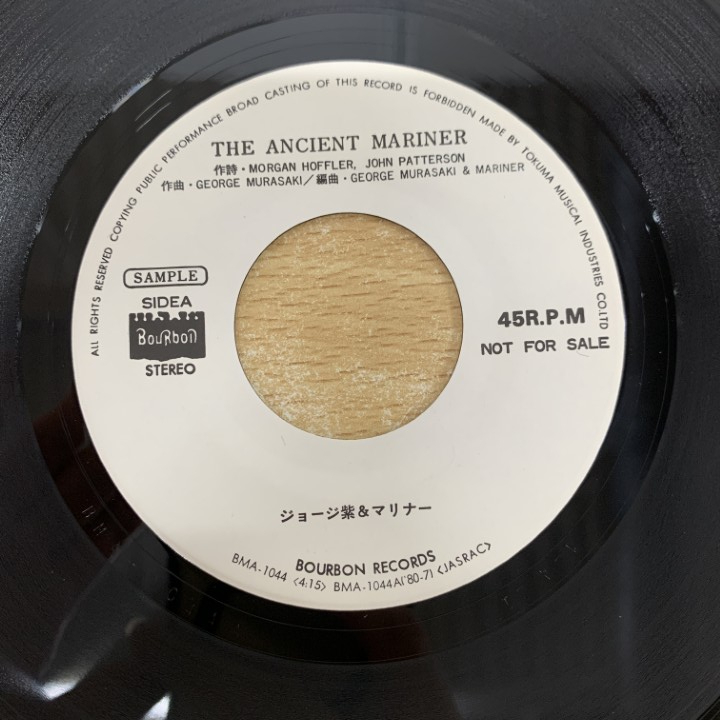 ALL RIGHTS RESERVED COPYING PUBLIC PERFORMANCE BROAD CASTING OF THIS RECORD IS FORBIDDEN MADE BY TOKUMA MUSICAL INDUSTRIES CO.LTD
THE ANCIENT MARINER
作詩・MORGAN HOFFLER, JOHN PATTERSON
作曲・GEORGE MURASAKI/編曲・GEORGE MURASAKI & MARINER
SAMPLE
SIDEA
BouRbon
STEREO
45R.P.M
NOT FOR SALE
ジョージ紫&マリナー
BOURBON RECORDS
BMA-1044 〈4:15〉 BMA-1044A1'80-71 〈JASRAC〉